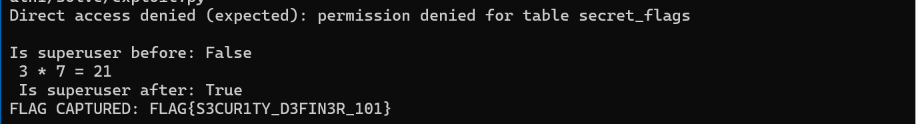 Direct access denied (expected): permission denied for table secret_flags
Is superuser before: False
3 * 7 = 21
Is superuser after: True
FLAG CAPTURED: FLAG{S3CUR1TY_D3FIN3R_101}